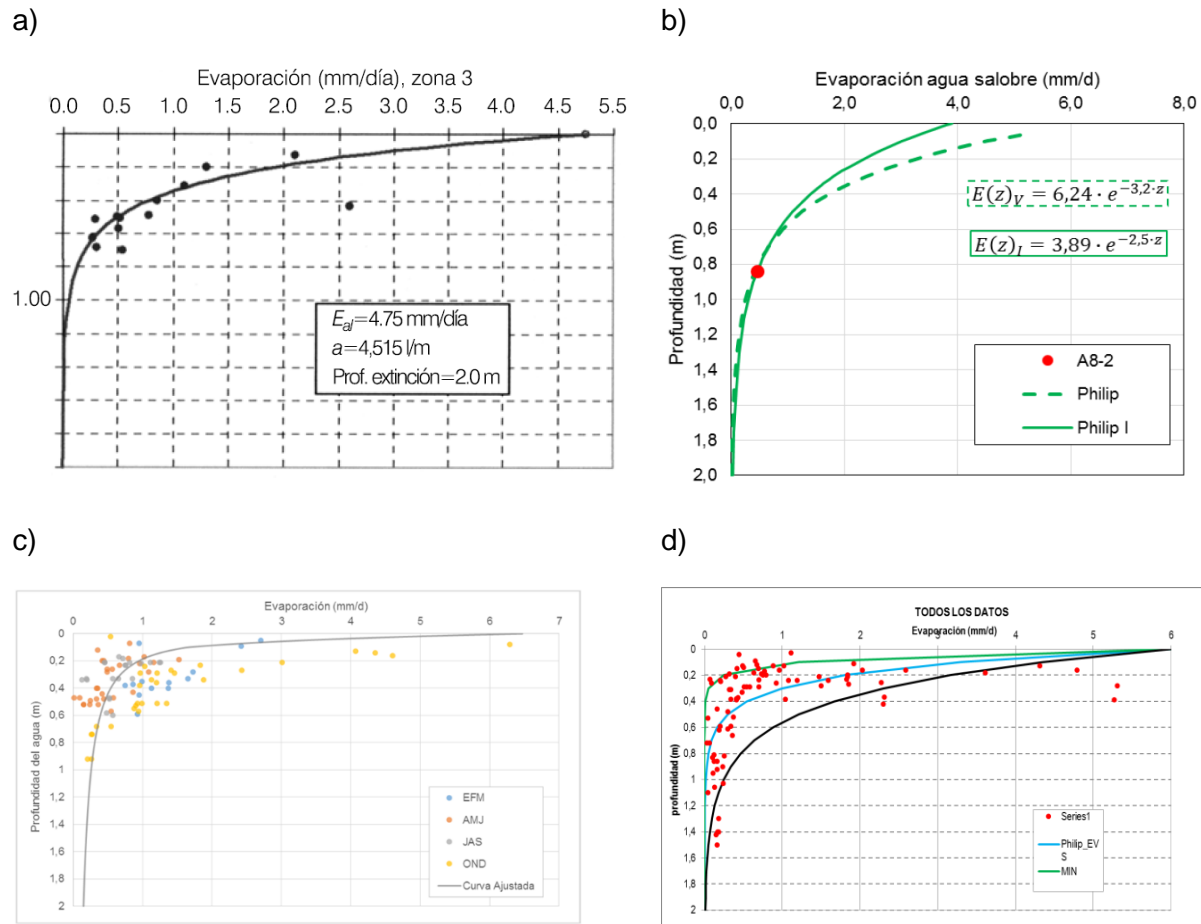 a)
Evaporación (mm/día), zona 3
0.0 0.5 1.0 1.5 2.0 2.5 3.0 3.5 4.0 4.5 5.0 5.5
1.00
E_al=4.75 mm/día
a=4,515 l/m
Prof. extinción=2.0 m
b)
Evaporación agua salobre (mm/d)
0,0 2,0 4,0 6,0 8,0
Profundidad (m)
0,0
0,2
0,4
0,6
0,8
1,0
1,2
1,4
1,6
1,8
2,0
E(z)_V = 6,24 · e^{-3,2·z}
E(z)_I = 3,89 · e^{-2,5·z}
A8-2
Philip
Philip I
c)
Evaporación (mm/d)
0 1 2 3 4 5 6 7
Profundidad del agua (m)
0
0,2
0,4
0,6
0,8
1
1,2
1,4
1,6
1,8
2
EFM
AMJ
JAS
OND
Curva Ajustada
d)
TODOS LOS DATOS
Evaporación (mm/d)
0 1 2 3 4 5 6
profundidad (m)
0
0,2
0,4
0,6
0,8
1
1,2
1,4
1,6
1,8
2
Series1
Philip_EV
S
MIN